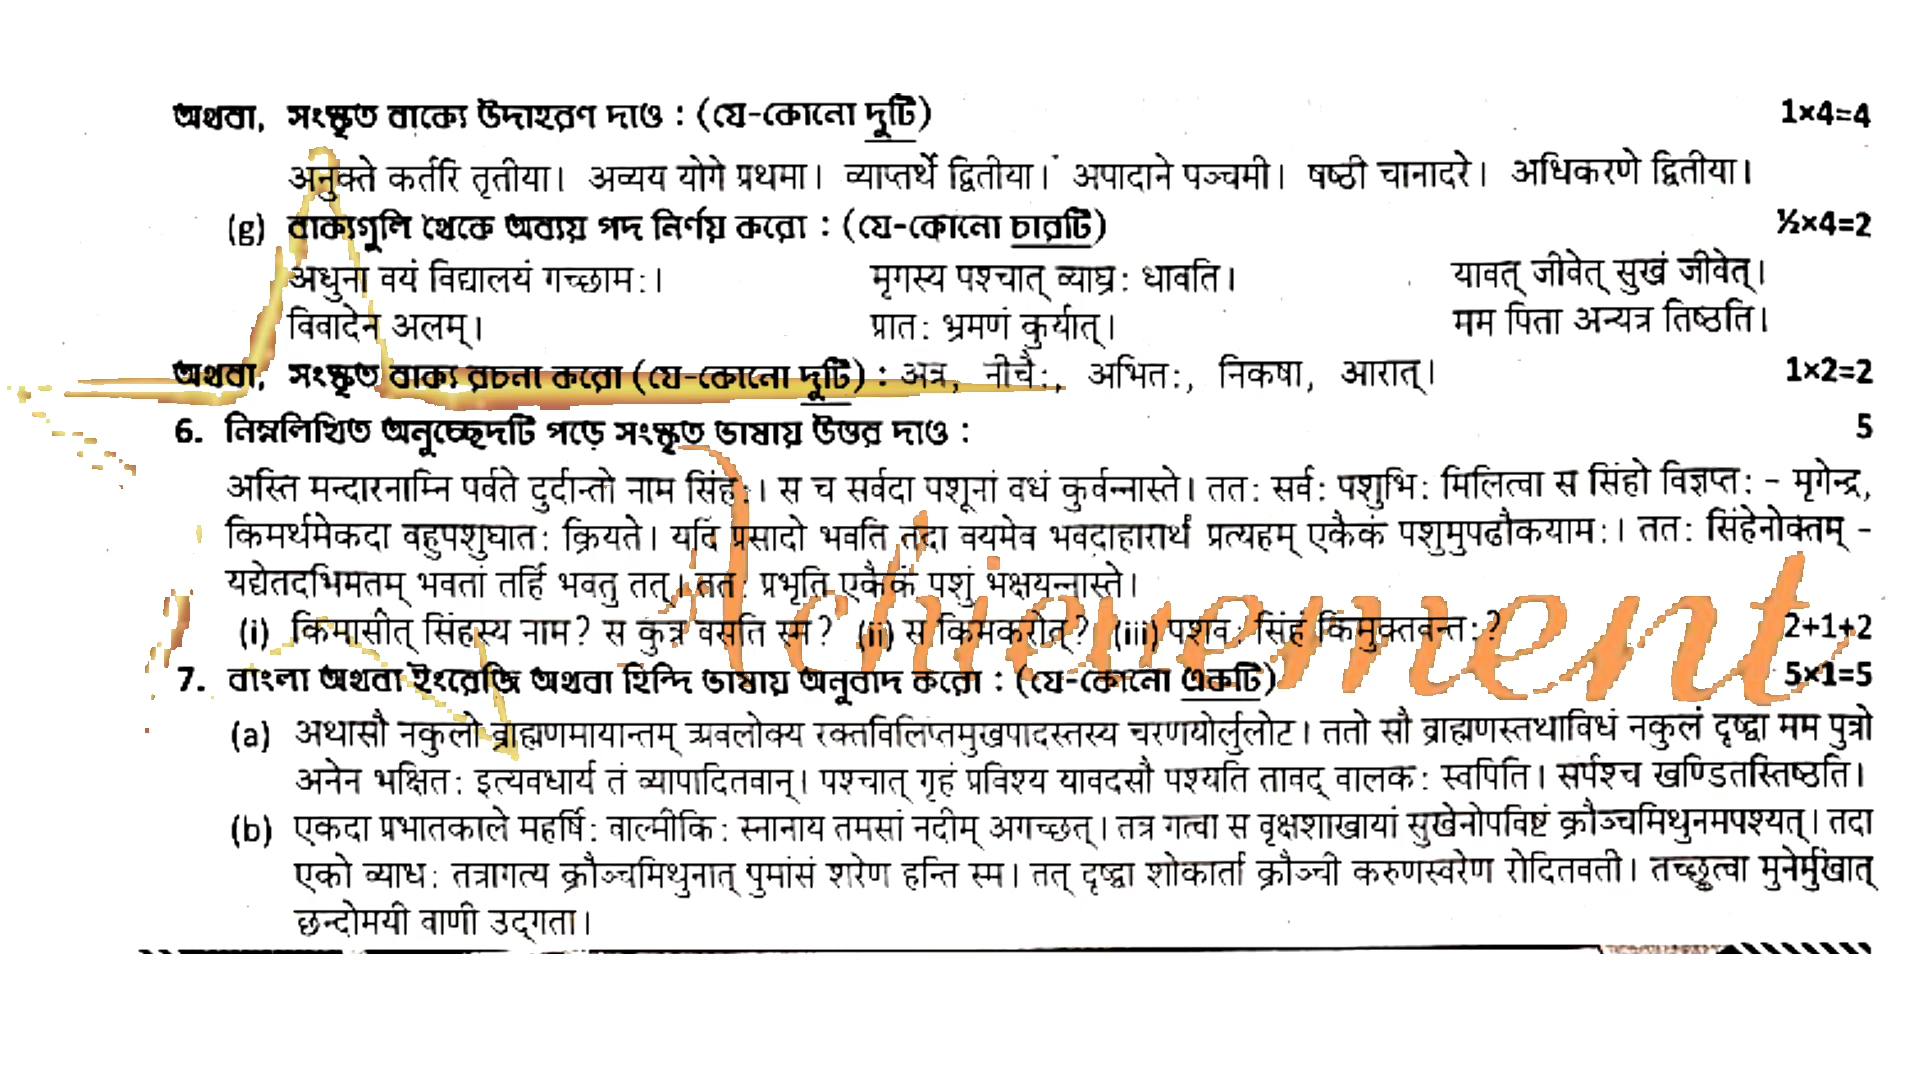 অথবা, সংস্কৃত বাক্যে উদাহরণ দাও : (যে-কোনো দুটি) 1×4=4
अनुक्ते कर्तरि तृतीया। अव्यय योगे प्रथमा। व्याप्तर्थे द्वितीया। अपादाने पञ्चमी। षष्ठी चानादरे। अधिकरणे द्वितीया।
(g) বাক্যগুলি থেকে অব্যয় পদ নির্ণয় করো : (যে-কোনো চারটি) ½×4=2
अधुना वयं विद्यालयं गच्छाम:। मृगस्य पश्चात् व्याघ्र: धावति। यावत् जीवेत् सुखं जीवेत्।
विवादेन अलम्। प्रात: भ्रमणं कुर्यात्। मम पिता अन्यत्र तिष्ठति।
অথবা, সংস্কৃত বাক্য রচনা করো (যে-কোনো দুটি) : अत्र, नीचै:, अभित:, निकषा, आरात्। 1×2=2
6. নিম্নলিখিত অনুচ্ছেদটি পড়ে সংস্কৃত ভাষায় উত্তর দাও : 5
अस्ति मन्दारनाम्नि पर्वते दुर्दान्तो नाम सिंह:। स च सर्वदा पशूनां वधं कुर्वन्नास्ते। तत: सर्व: पशुभि: मिलित्वा स सिंहो विज्ञप्त: - मृगेन्द्र,
किमर्थमेकदा वहुपशुघात: क्रियते। यदि प्रसादो भवति तदा वयमेव भवदाहारार्थं प्रत्यहम् एकैकं पशुमुपढौकयाम:। तत: सिंहेनोक्तम् -
यद्येतदभिमतम् भवतां तर्हि भवतु तत्। तत: प्रभृति एकैकं पशुं भक्षयन्नास्ते।
(i) किमासीत् सिंहस्य नाम? स कुत्र वसति स्म? (ii) स किमकरोत्? (iii) पशव: सिंहं किमुक्तवन्त:? 2+1+2
7. বাংলা অথবা ইংরেজি অথবা হিন্দি ভাষায় অনুবাদ করো : (যে-কোনো একটি) 5×1=5
(a) अथासौ नकुलो ब्राह्मणमायान्तम् अवलोक्य रक्तविलिप्तमुखपादस्तस्य चरणयोर्लुलोट। ततो सौ ब्राह्मणस्तथाविधं नकुलं दृष्ट्वा मम पुत्रो
अनेन भक्षित: इत्यवधार्य तं व्यापादितवान्। पश्चात् गृहं प्रविश्य यावदसौ पश्यति तावद् वालक: स्वपिति। सर्पश्च खण्डितस्तिष्ठति।
(b) एकदा प्रभातकाले महर्षि: वाल्मीकि: स्नानाय तमसां नदीम् अगच्छत्। तत्र गत्वा स वृक्षशाखायां सुखेनोपविष्टं क्रौञ्चमिथुनमपश्यत्। तदा
एको व्याध: तत्रागत्य क्रौञ्चमिथुनात् पुमांसं शरेण हन्ति स्म। तत् दृष्ट्वा शोकार्ता क्रौञ्ची करुणस्वरेण रोदितवती। तच्छ्रुत्वा मुनेर्मुखात्
छन्दोमयी वाणी उद्गता।
Achievement